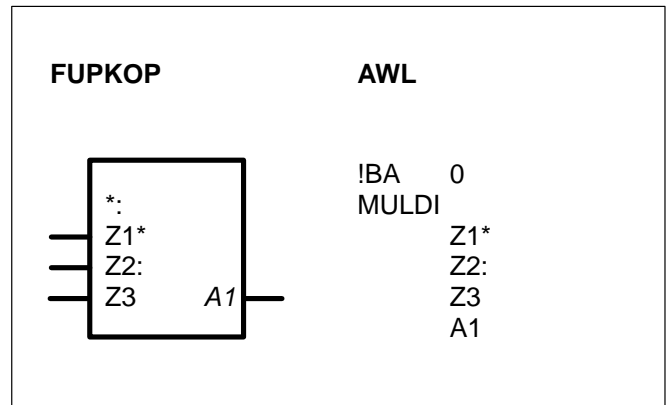 FUPKOP
AWL
*:
Z1*
Z2:
Z3 A1
!BA 0
MULDI
Z1*
Z2:
Z3
A1